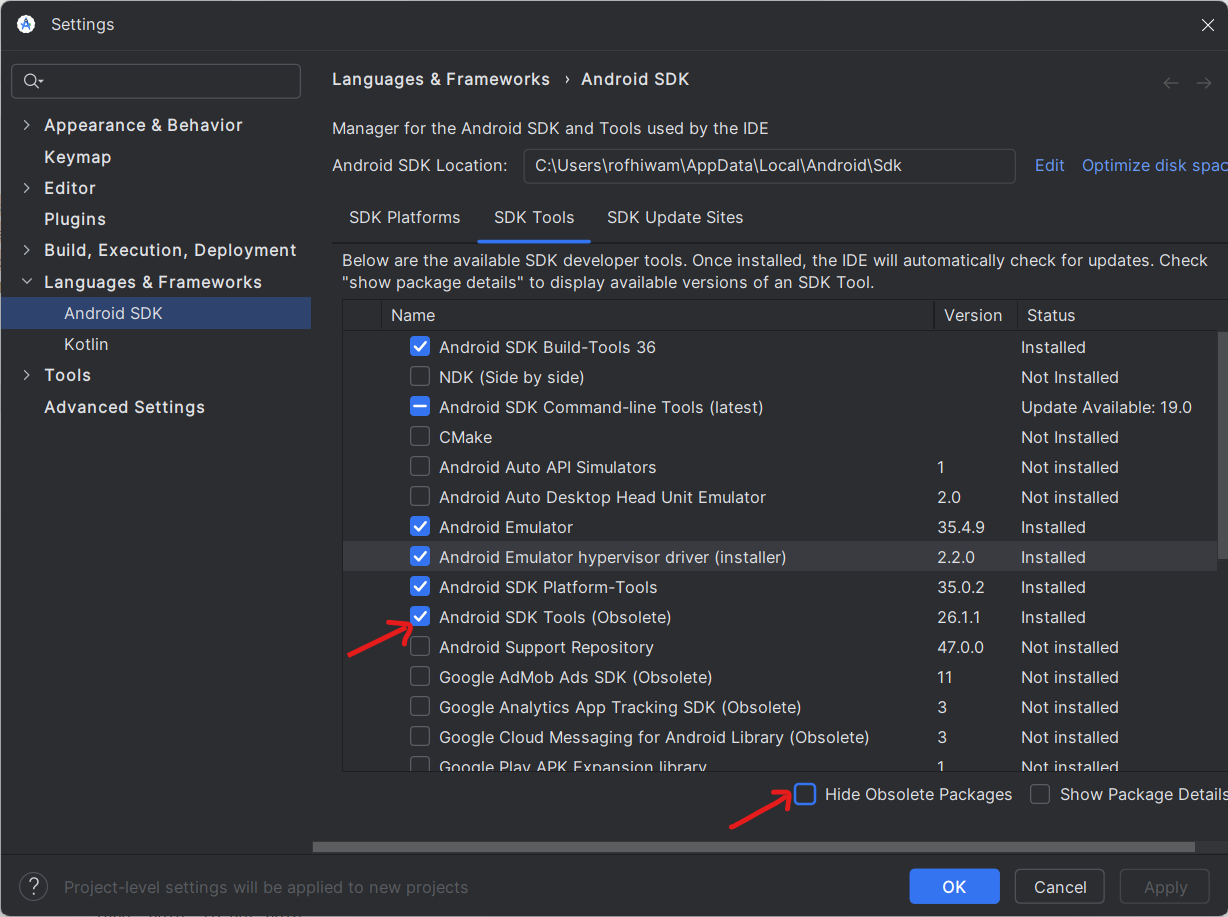 Settings
Languages & Frameworks › Android SDK
Appearance & Behavior
Keymap
Editor
Plugins
Build, Execution, Deployment
Languages & Frameworks
Android SDK
Kotlin
Tools
Advanced Settings
Manager for the Android SDK and Tools used by the IDE
Android SDK Location: C:\Users\rofhiwam\AppData\Local\Android\Sdk Edit Optimize disk spac
SDK Platforms SDK Tools SDK Update Sites
Below are the available SDK developer tools. Once installed, the IDE will automatically check for updates. Check
"show package details" to display available versions of an SDK Tool.
Name Version Status
Android SDK Build-Tools 36 Installed
NDK (Side by side) Not Installed
Android SDK Command-line Tools (latest) Update Available: 19.0
CMake Not Installed
Android Auto API Simulators 1 Not installed
Android Auto Desktop Head Unit Emulator 2.0 Not installed
Android Emulator 35.4.9 Installed
Android Emulator hypervisor driver (installer) 2.2.0 Installed
Android SDK Platform-Tools 35.0.2 Installed
Android SDK Tools (Obsolete) 26.1.1 Installed
Android Support Repository 47.0.0 Not installed
Google AdMob Ads SDK (Obsolete) 11 Not installed
Google Analytics App Tracking SDK (Obsolete) 3 Not installed
Google Cloud Messaging for Android Library (Obsolete) 3 Not installed
Google Play APK Expansion library 1 Not installed
Hide Obsolete Packages Show Package Details
? Project-level settings will be applied to new projects
OK Cancel Apply